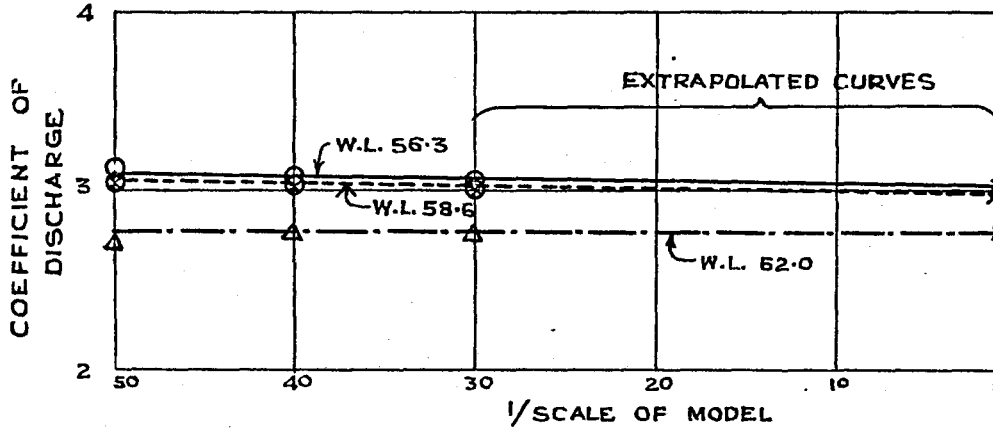 4
EXTRAPOLATED CURVES
W.L. 56·3
3
W.L. 58·6
W.L. 62·0
2
COEFFICIENT OF
DISCHARGE
50 40 30 20 10
1/SCALE OF MODEL